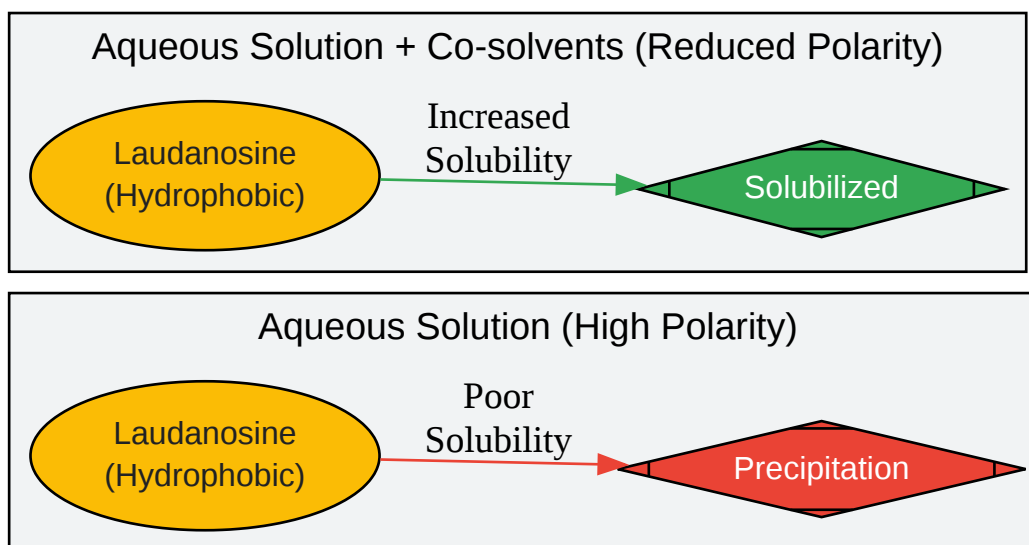 Aqueous Solution + Co-solvents (Reduced Polarity)
Laudanosine
(Hydrophobic)
Increased
Solubility
Solubilized
Aqueous Solution (High Polarity)
Laudanosine
(Hydrophobic)
Poor
Solubility
Precipitation